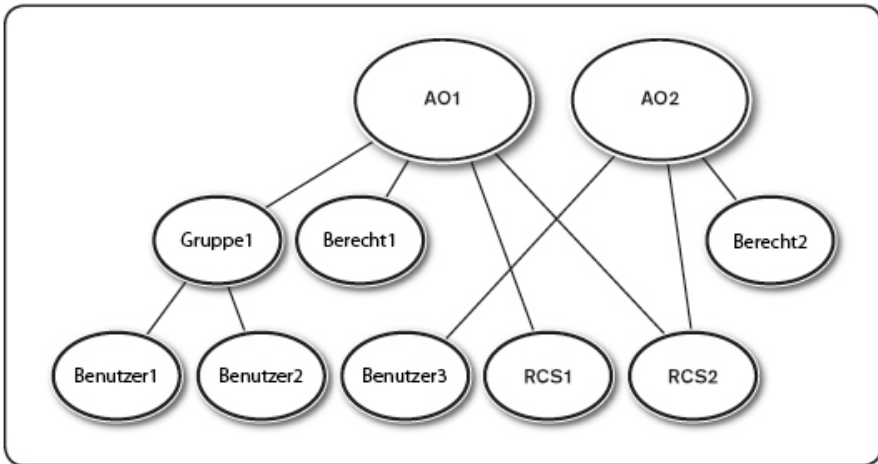 AO1
AO2
Gruppe1
Berecht1
Berecht2
Benutzer1
Benutzer2
Benutzer3
RCS1
RCS2